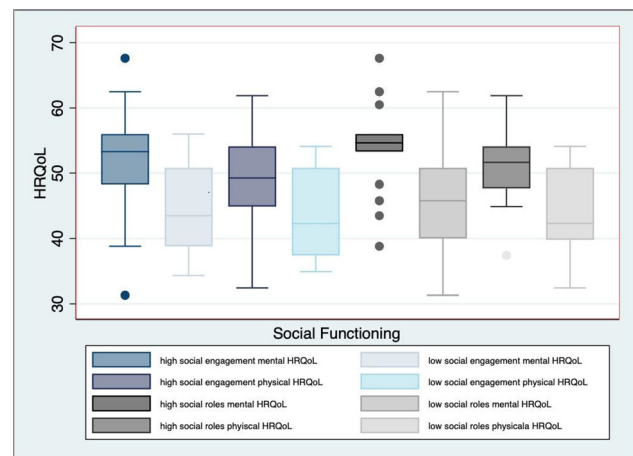 70
60
50
40
30
HRQoL
Social Functioning
high social engagement mental HRQoL
low social engagement mental HRQoL
high social engagement physical HRQoL
low social engagement physical HRQoL
high social roles mental HRQoL
low social roles mental HRQoL
high social roles phyiscal HRQoL
low social roles physicala HRQoL